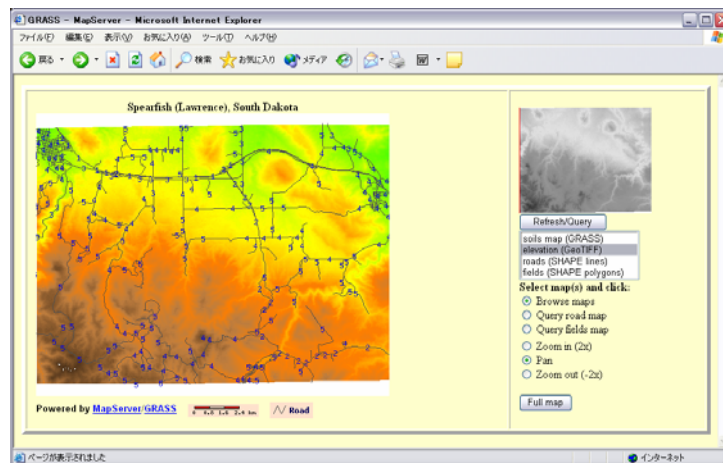 GRASS - MapServer - Microsoft Internet Explorer
ファイル(F) 編集(E) 表示(V) お気に入り(A) ツール(T) ヘルプ(H)
戻る 検索 お気に入り メディア
Spearfish (Lawrence), South Dakota
Refresh/Query
soils map (GRASS)
elevation (GeoTIFF)
roads (SHAPE lines)
fields (SHAPE polygons)
Select map(s) and click:
Browse maps
Query road map
Query fields map
Zoom in (2x)
Pan
Zoom out (-2x)
Full map
Powered by MapServer/GRASS
Road
ページが表示されました
インターネット